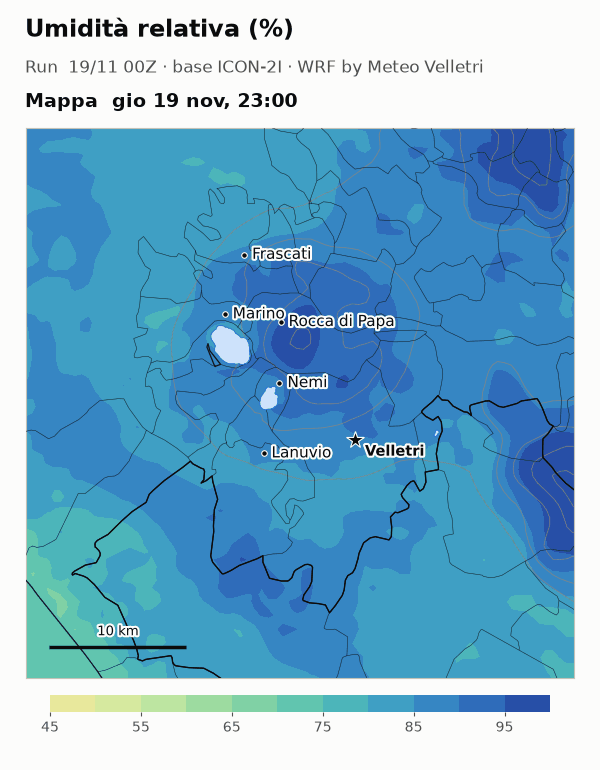 Umidità relativa (%)
Run 19/11 00Z · base ICON-2I · WRF by Meteo Velletri
Mappa gio 19 nov, 23:00
Frascati
Marino
Rocca di Papa
Nemi
Velletri
Lanuvio
10 km
45 55 65 75 85 95